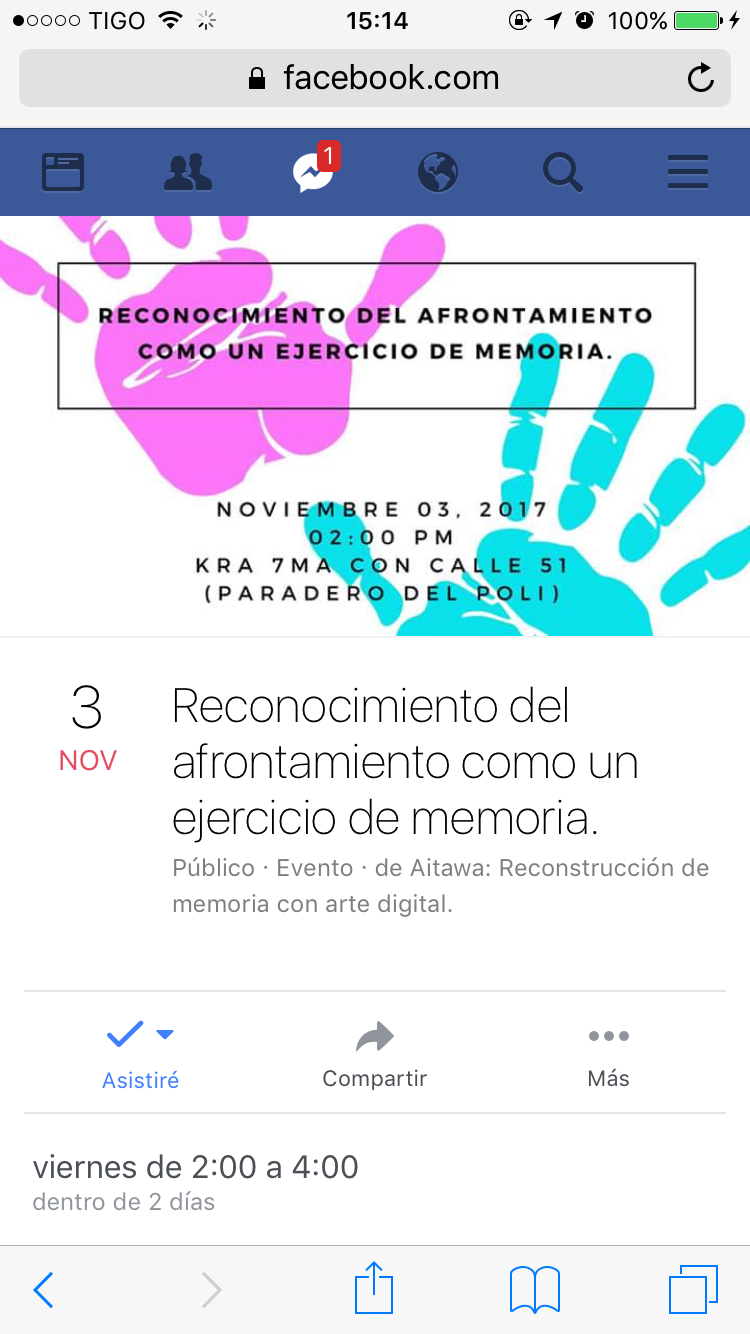 TIGO 15:14 100%
facebook.com
1
RECONOCIMIENTO DEL AFRONTAMIENTO
COMO UN EJERCICIO DE MEMORIA.
NOVIEMBRE 03, 2017
02:00 PM
KRA 7MA CON CALLE 51
(PARADERO DEL POLI)
3
NOV
Reconocimiento del
afrontamiento como un
ejercicio de memoria.
Público · Evento · de Aitawa: Reconstrucción de
memoria con arte digital.
Asistiré Compartir Más
viernes de 2:00 a 4:00
dentro de 2 días